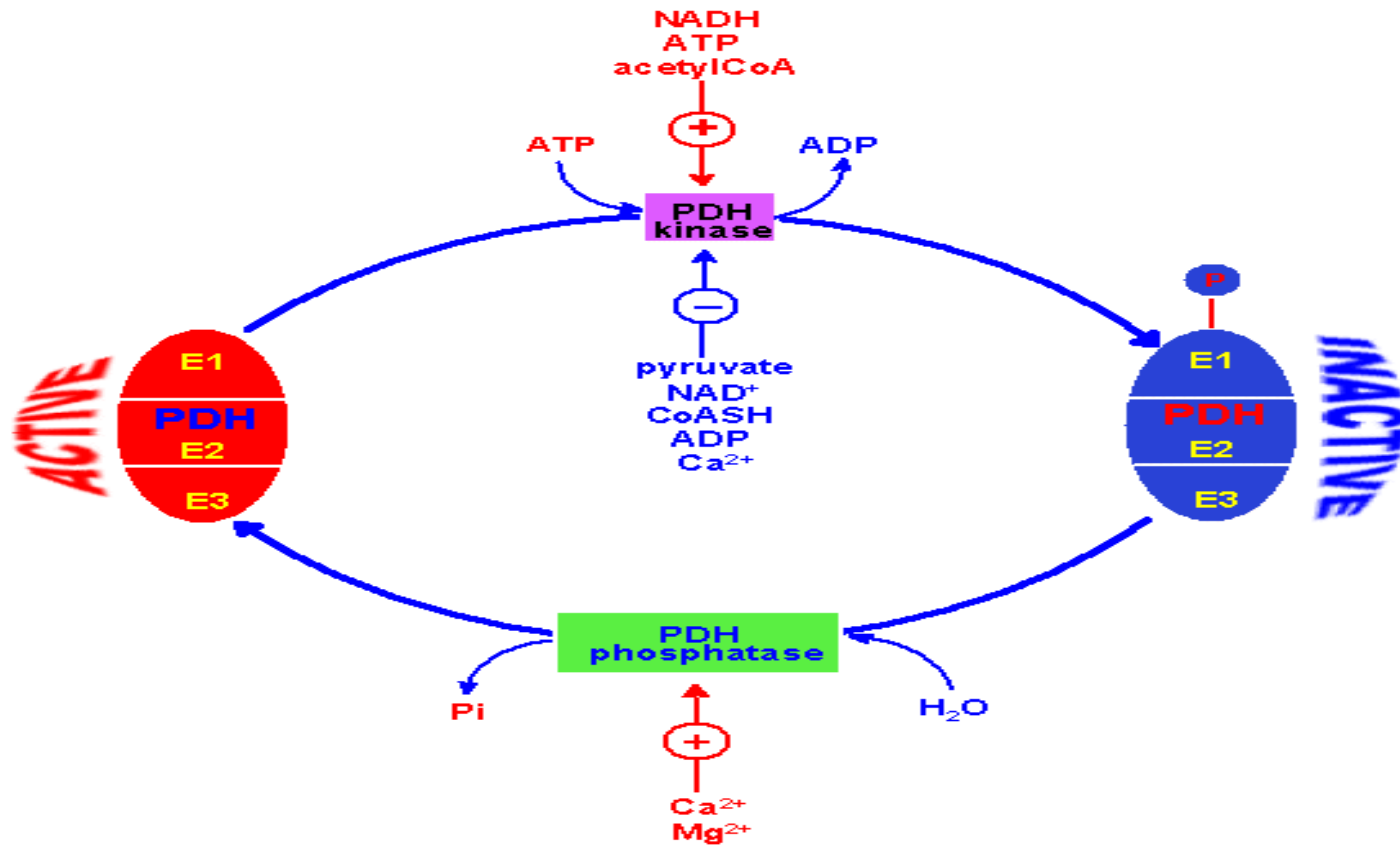 NADH
ATP
acetylCoA
+
ATP
ADP
PDH
kinase
−
pyruvate
NAD⁺
CoASH
ADP
Ca²⁺
ACTIVE
E1
PDH
E2
E3
P
E1
PDH
E2
E3
INACTIVE
PDH
phosphatase
Pi
H₂O
+
Ca²⁺
Mg²⁺